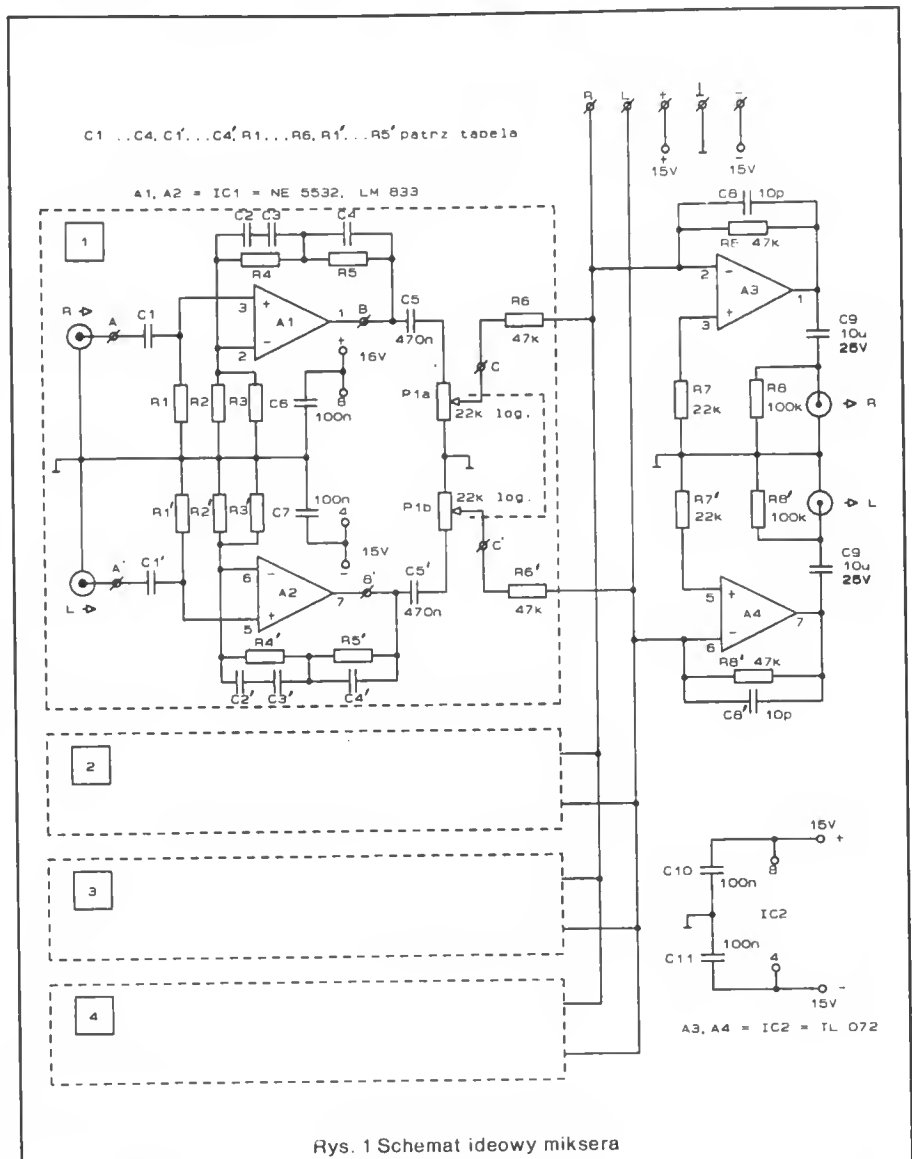 R L + ⊥ -
15V 15V
C1 ..C4, C1'...C4', R1...R6, R1'...R5' patrz tabela
A1, A2 = IC1 = NE 5532, LM 833
1
C2 C3 C4
R4 R5
R A C1
3 + A1 1 B C5
2 - 470n
+ 16V
8
C6 100n
R1 R2 R3
P1a 22k log.
C R6 47k
R1' R2' R3'
C7 100n
4
15V -
P1b 22k log.
C' R6' 47k
L A' C1'
6 - A2 7 B' C5'
5 + 470n
R4' R5'
C2' C3' C4'
C8 10p
R8 47k
2 - A3 1
3 +
C9 10u 25V
R7 22k
R8 100k
R
R7' 22k
R8' 100k
L
C9 10u 25V
5 + A4 7
6 -
R8' 47k
C8' 10p
2
3
4
15V +
C10 100n
8
IC2
C11 100n
4
15V -
A3, A4 = IC2 = TL 072
Rys. 1 Schemat ideowy miksera